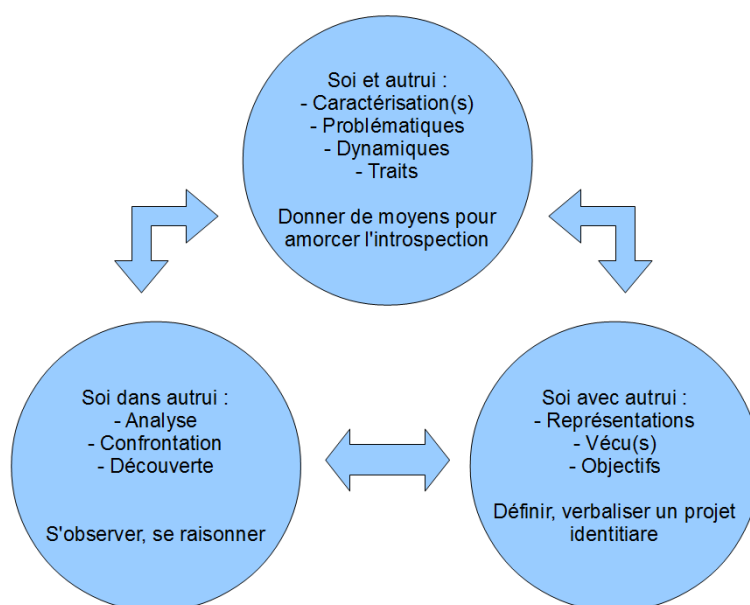 Soi et autrui :
- Caractérisation(s)
- Problématiques
- Dynamiques
- Traits
Donner de moyens pour
amorcer l'introspection
Soi dans autrui :
- Analyse
- Confrontation
- Découverte
S'observer, se raisonner
Soi avec autrui :
- Représentations
- Vécu(s)
- Objectifs
Définir, verbaliser un projet
identitiare